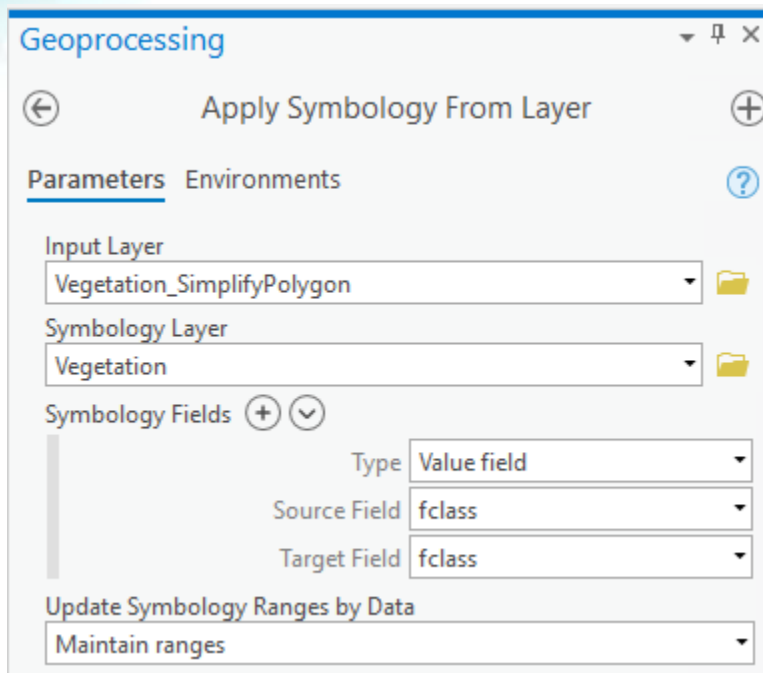 Geoprocessing
Apply Symbology From Layer
Parameters Environments
Input Layer
Vegetation_SimplifyPolygon
Symbology Layer
Vegetation
Symbology Fields
Type Value field
Source Field fclass
Target Field fclass
Update Symbology Ranges by Data
Maintain ranges